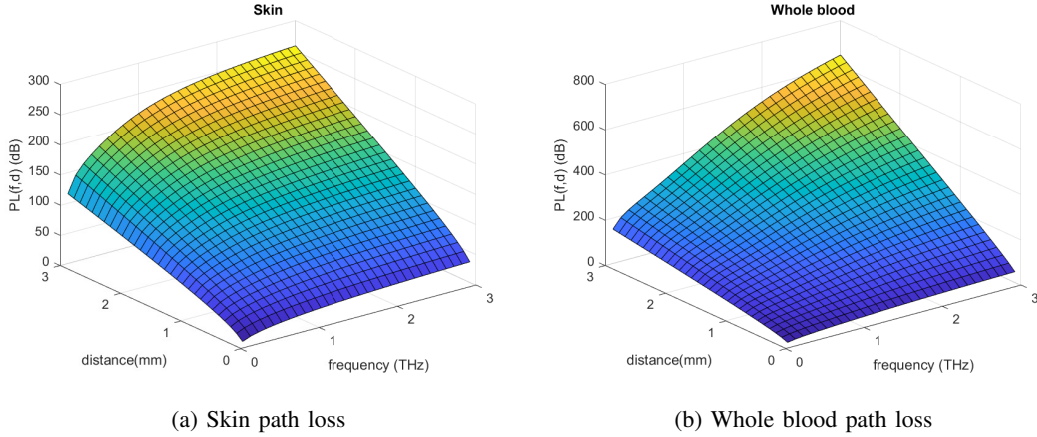 Skin
300
250
200
150
100
50
0
PL(f,d) (dB)
3
2
1
0
distance(mm)
0
1
2
3
frequency (THz)
(a) Skin path loss
Whole blood
800
600
400
200
0
PL(f,d) (dB)
3
2
1
0
distance(mm)
0
1
2
3
frequency (THz)
(b) Whole blood path loss